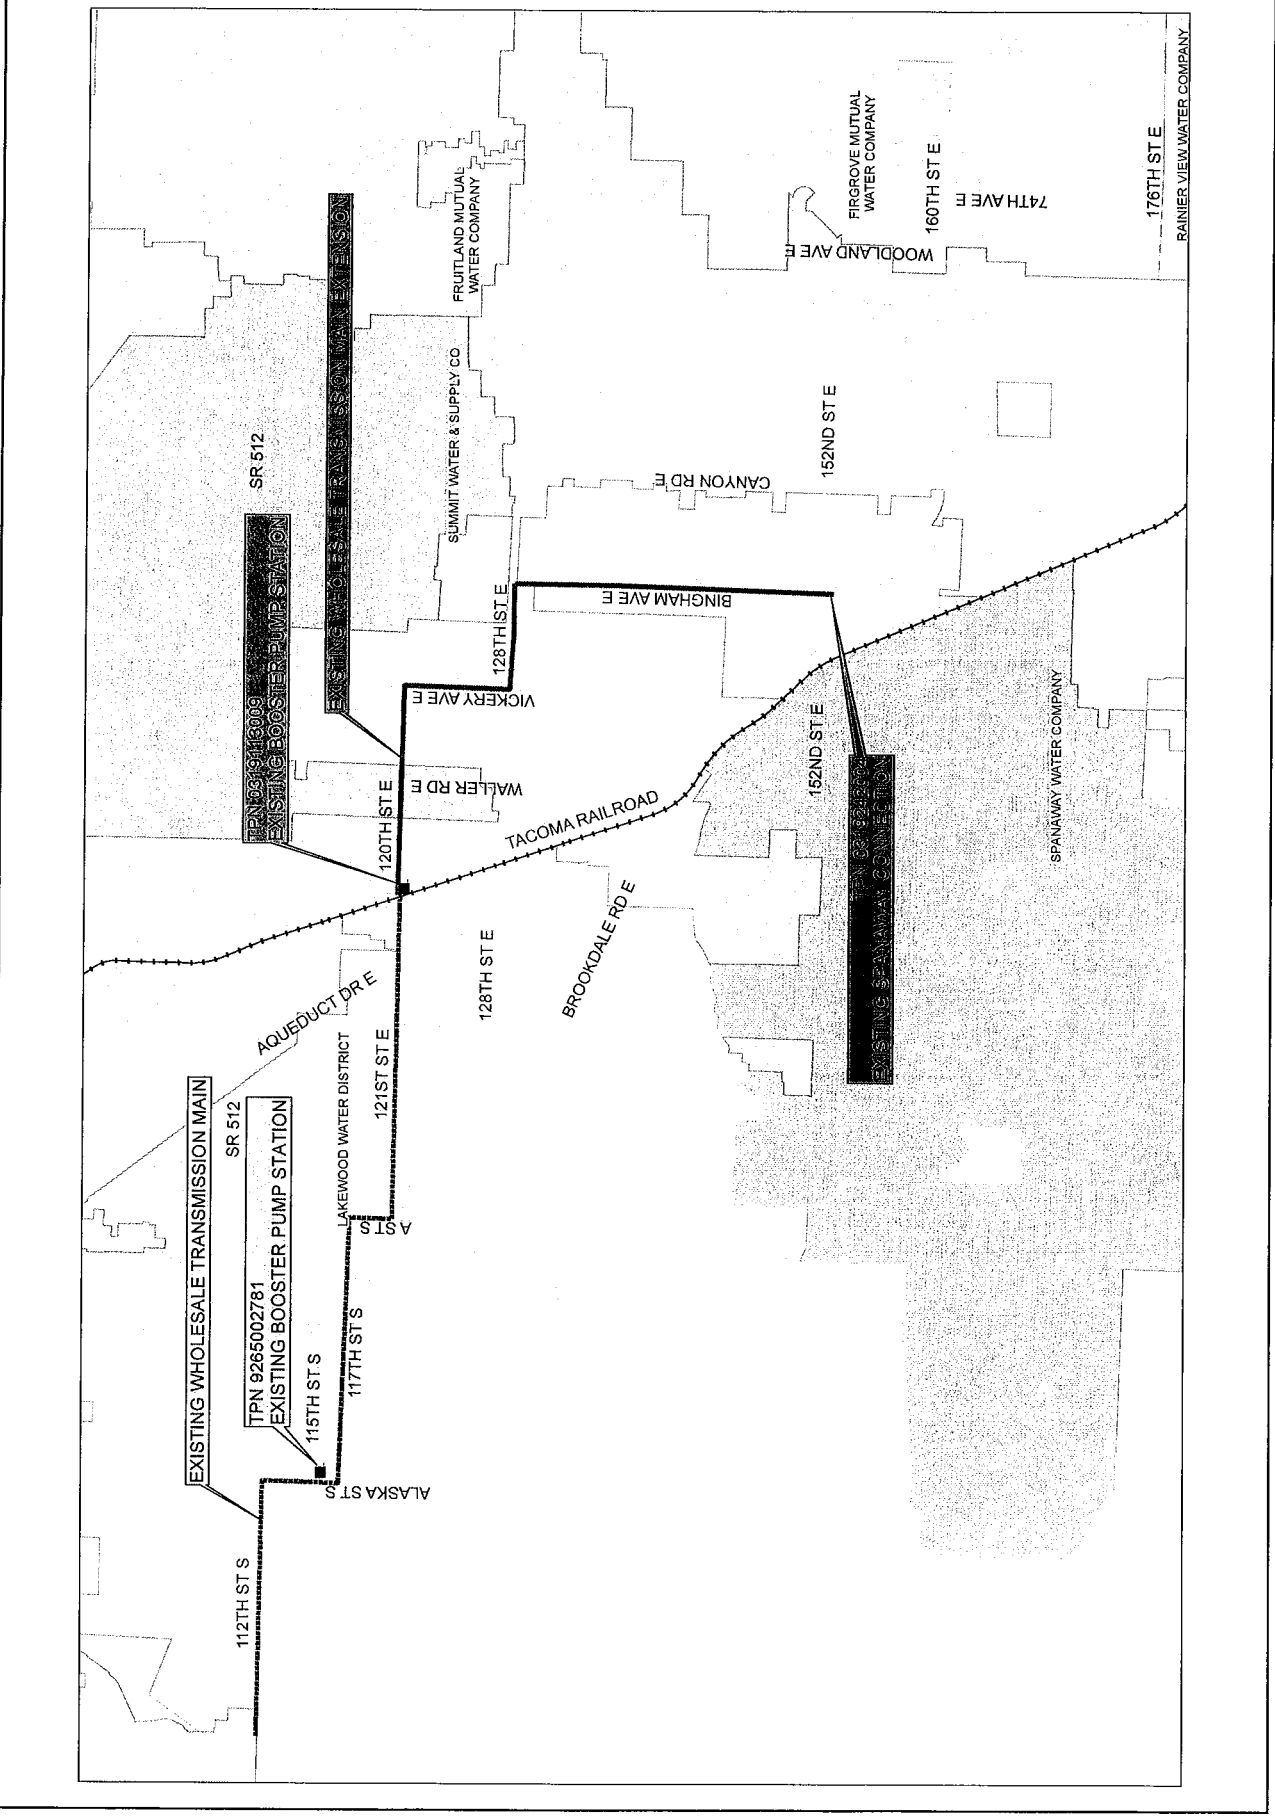 EXISTING WHOLESALE TRANSMISSION MAIN
SR 512
TPN 9265002781
EXISTING BOOSTER PUMP STATION
112TH ST S
115TH ST S
ALASKA ST S
117TH ST S
A ST S
LAKEWOOD WATER DISTRICT
121ST ST E
AQUEDUCT DR E
EXISTING BOOSTER PUMP STATION
SR 512
EXISTING WHOLESALE TRANSMISSION MAIN EXTENSION
120TH ST E
WALLER RD E
VICKERY AVE E
128TH ST E
TACOMA RAILROAD
128TH ST E
BROOKDALE RD E
SUMMIT WATER & SUPPLY CO
FRUITLAND MUTUAL
WATER COMPANY
BINGHAM AVE E
CANYON RD E
152ND ST E
152ND ST E
EXISTING SPANAWAY CONNECTION
SPANAWAY WATER COMPANY
WOODLAND AVE E
FIRGROVE MUTUAL
WATER COMPANY
160TH ST E
74TH AVE E
176TH ST E
RAINIER VIEW WATER COMPANY